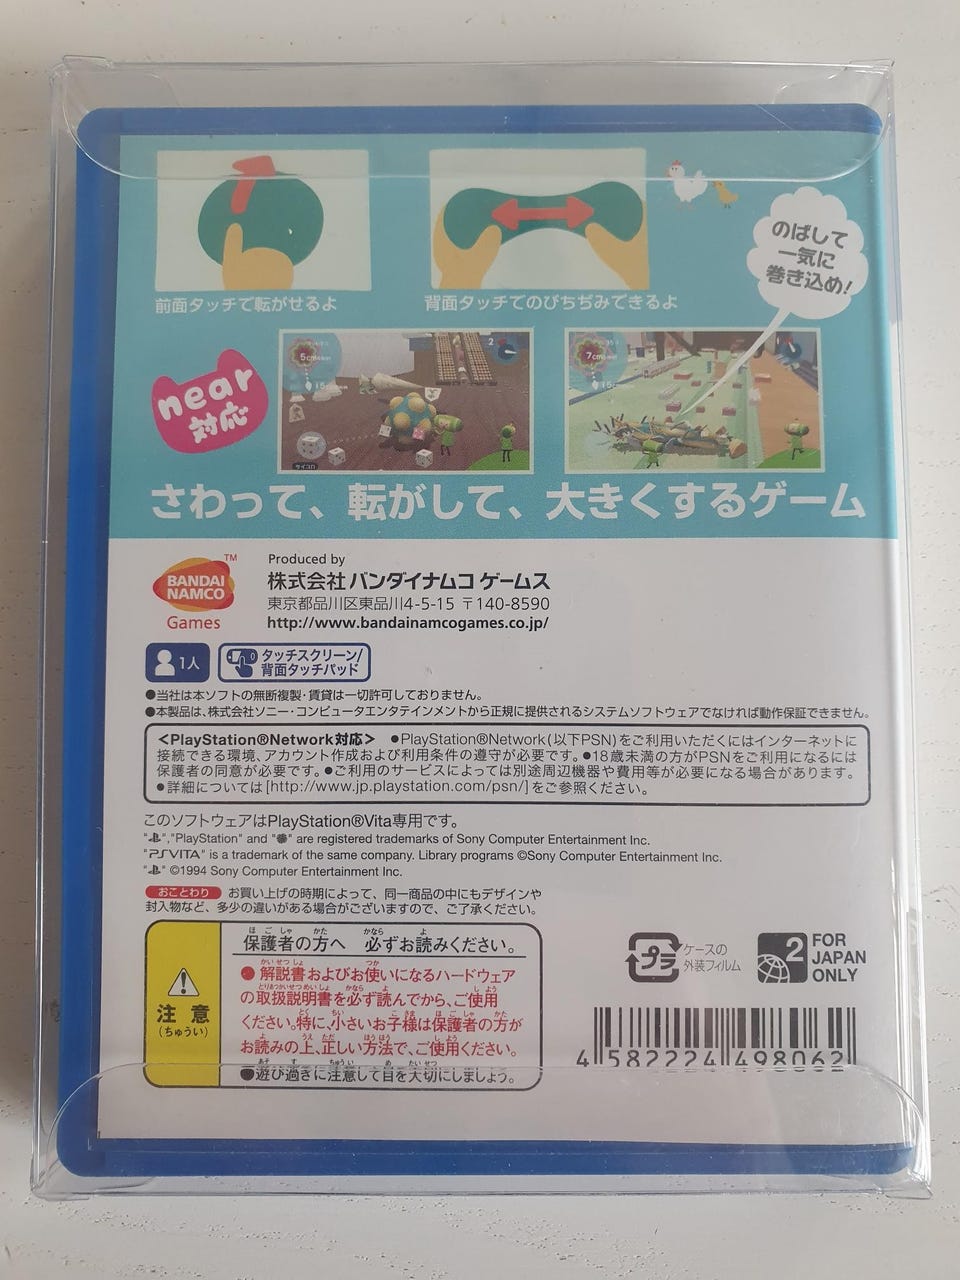 前面タッチで転がせるよ
背面タッチでのびちぢみできるよ
のばして
一気に
巻き込め!
near
対応
5cm
7cm
サイコロ
さわって、転がして、大きくするゲーム
BANDAI
NAMCO
Games
TM
Produced by
株式会社 バンダイナムコ ゲームス
東京都品川区東品川4-5-15 〒140-8590
http://www.bandainamcogames.co.jp/
1人
タッチスクリーン/
背面タッチパッド
●当社は本ソフトの無断複製・賃貸は一切許可しておりません。
●本製品は、株式会社ソニー・コンピュータエンタテインメントから正規に提供されるシステムソフトウェアでなければ動作保証できません。
<PlayStation®Network対応> ●PlayStation®Network(以下PSN)をご利用いただくにはインターネットに
接続できる環境、アカウント作成および利用条件の遵守が必要です。●18歳未満の方がPSNをご利用になるには
保護者の同意が必要です。●ご利用のサービスによっては別途周辺機器や費用等が必要になる場合があります。
●詳細については[http://www.jp.playstation.com/psn/]をご参照ください。
このソフトウェアはPlayStation®Vita専用です。
" ","PlayStation" and " " are registered trademarks of Sony Computer Entertainment Inc.
"PSVITA" is a trademark of the same company. Library programs ©Sony Computer Entertainment Inc.
" " ©1994 Sony Computer Entertainment Inc.
おことわり お買い上げの時期によって、同一商品の中にもデザインや
封入物など、多少の違いがある場合がございますので、ご了承ください。
注意
(ちゅうい)
保護者の方へ 必ずお読みください。
●解説書およびお使いになるハードウェア
の取扱説明書を必ず読んでから、ご使用
ください。特に、小さいお子様は保護者の方が
お読みの上、正しい方法で、ご使用ください。
●遊び過ぎに注意して目を大切にしましょう。
プラ
ケースの
外装フィルム
2
FOR
JAPAN
ONLY
4 582224 498062